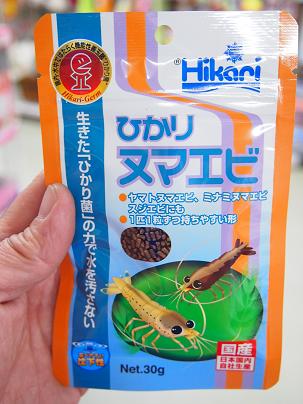 Hikari
Hikari-Germ
ひかり
ヌマエビ
生きた「ひかり菌」の力で水を汚さない
・ヤマトヌマエビ、ミナミヌマエビ
スジエビにも
・1匹1粒ずつ持ちやすい形
国産
日本国内
自社生産
沈下性
Net.30g